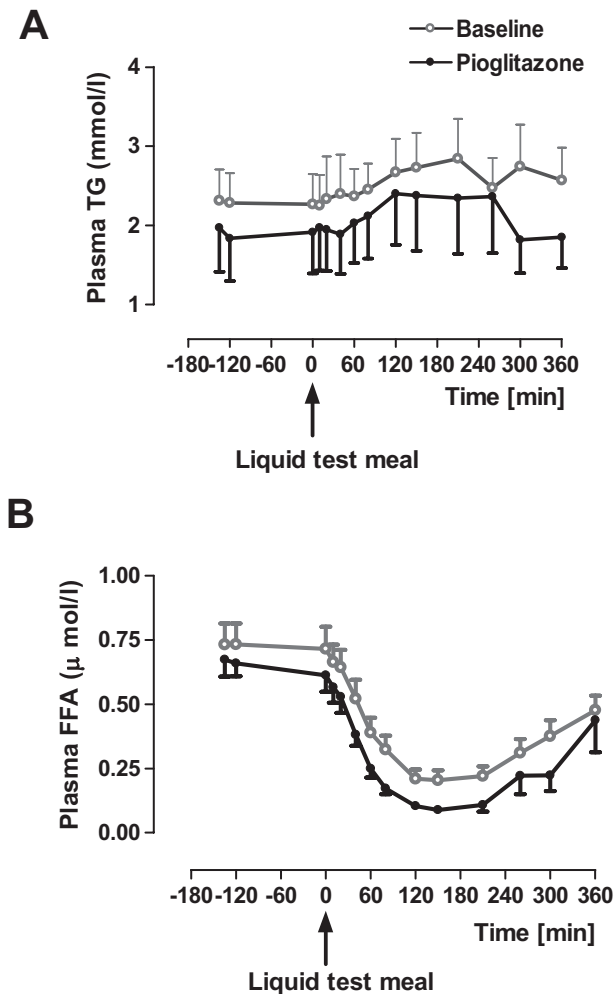 A
Baseline
Pioglitazone
Plasma TG (mmol/l)
4
3
2
1
-180 -120 -60 0 60 120 180 240 300 360
Time [min]
Liquid test meal
B
Plasma FFA (μ mol/l)
1.00
0.75
0.50
0.25
0.00
-180 -120 -60 0 60 120 180 240 300 360
Time [min]
Liquid test meal